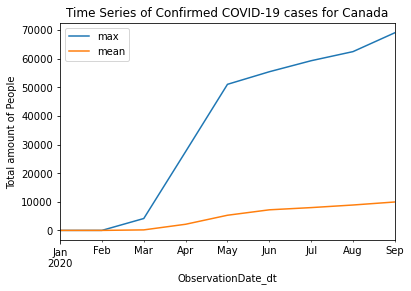 Time Series of Confirmed COVID-19 cases for Canada
max
mean
Total amount of People
70000
60000
50000
40000
30000
20000
10000
0
Jan Feb Mar Apr May Jun Jul Aug Sep
2020
ObservationDate_dt